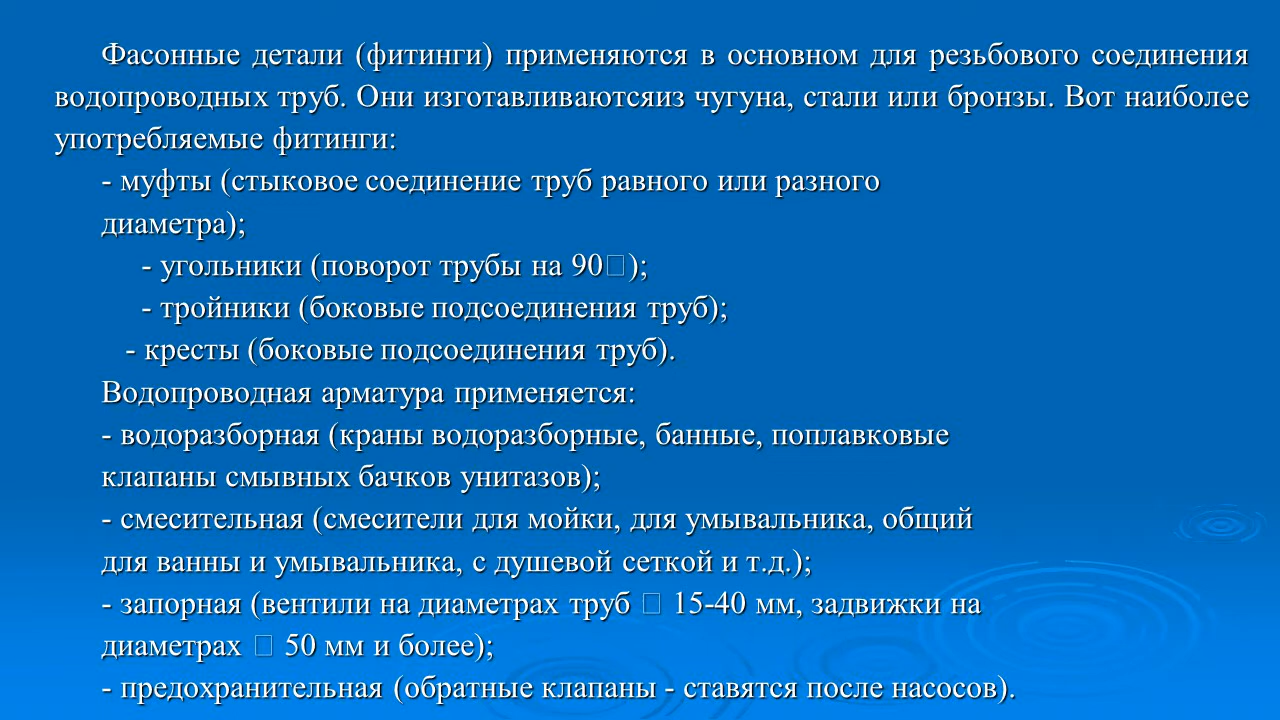 Фасонные детали (фитинги) применяются в основном для резьбового соединения
водопроводных труб. Они изготавливаютсяиз чугуна, стали или бронзы. Вот наиболее
употребляемые фитинги:
- муфты (стыковое соединение труб равного или разного
диаметра);
- угольники (поворот трубы на 90□);
- тройники (боковые подсоединения труб);
- кресты (боковые подсоединения труб).
Водопроводная арматура применяется:
- водоразборная (краны водоразборные, банные, поплавковые
клапаны смывных бачков унитазов);
- смесительная (смесители для мойки, для умывальника, общий
для ванны и умывальника, с душевой сеткой и т.д.);
- запорная (вентили на диаметрах труб □ 15-40 мм, задвижки на
диаметрах □ 50 мм и более);
- предохранительная (обратные клапаны - ставятся после насосов).